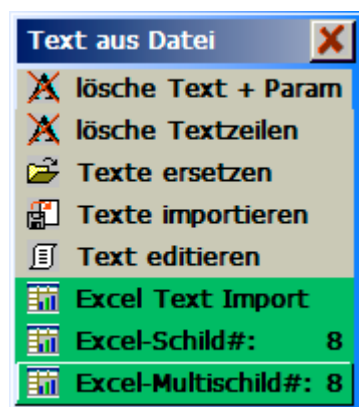 Text aus Datei
lösche Text + Param
lösche Textzeilen
Texte ersetzen
Texte importieren
Text editieren
Excel Text Import
Excel-Schild#: 8
Excel-Multischild#: 8